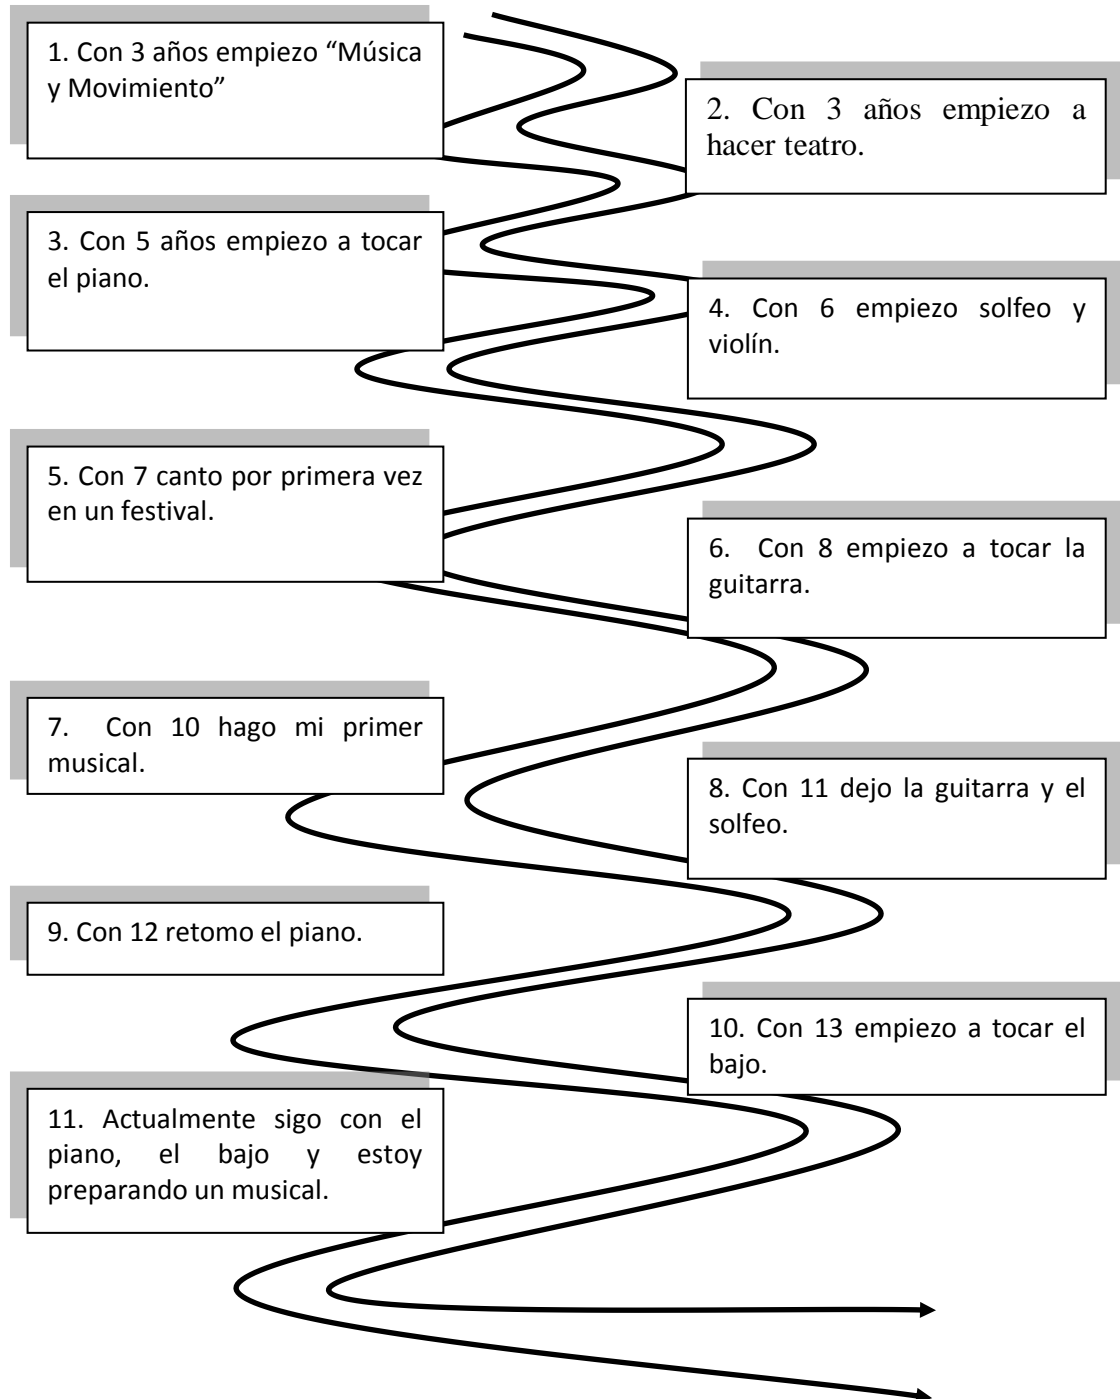 1. Con 3 años empiezo “Música
y Movimiento”
2. Con 3 años empiezo a
hacer teatro.
3. Con 5 años empiezo a tocar
el piano.
4. Con 6 empiezo solfeo y
violín.
5. Con 7 canto por primera vez
en un festival.
6. Con 8 empiezo a tocar la
guitarra.
7. Con 10 hago mi primer
musical.
8. Con 11 dejo la guitarra y el
solfeo.
9. Con 12 retomo el piano.
10. Con 13 empiezo a tocar el
bajo.
11. Actualmente sigo con el
piano, el bajo y estoy
preparando un musical.